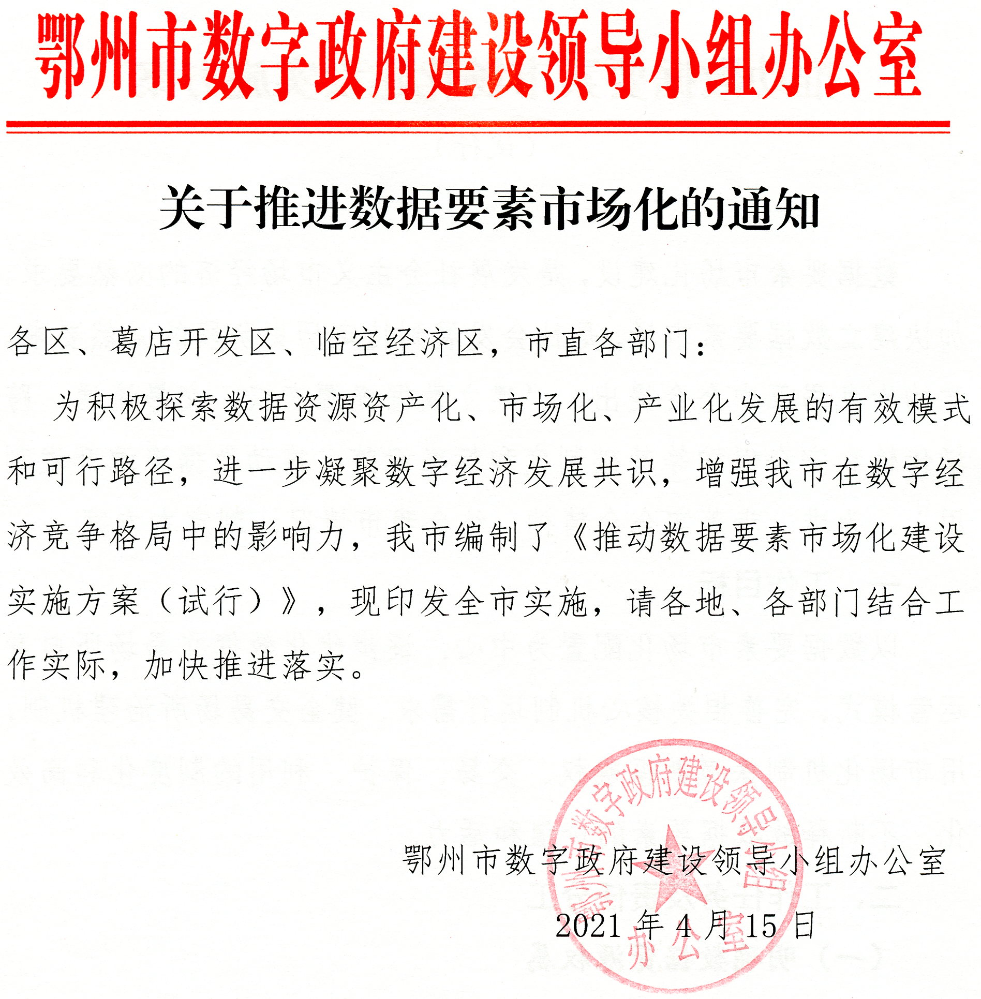 鄂州市数字政府建设领导小组办公室
关于推进数据要素市场化的通知
各区、葛店开发区、临空经济区，市直各部门：
为积极探索数据资源资产化、市场化、产业化发展的有效模式
和可行路径，进一步凝聚数字经济发展共识，增强我市在数字经
济竞争格局中的影响力，我市编制了《推动数据要素市场化建设
实施方案（试行）》，现印发全市实施，请各地、各部门结合工
作实际，加快推进落实。
鄂州市数字政府建设领导小组办公室
2021年4月15日
鄂州市数字政府建设领导小组
办公室